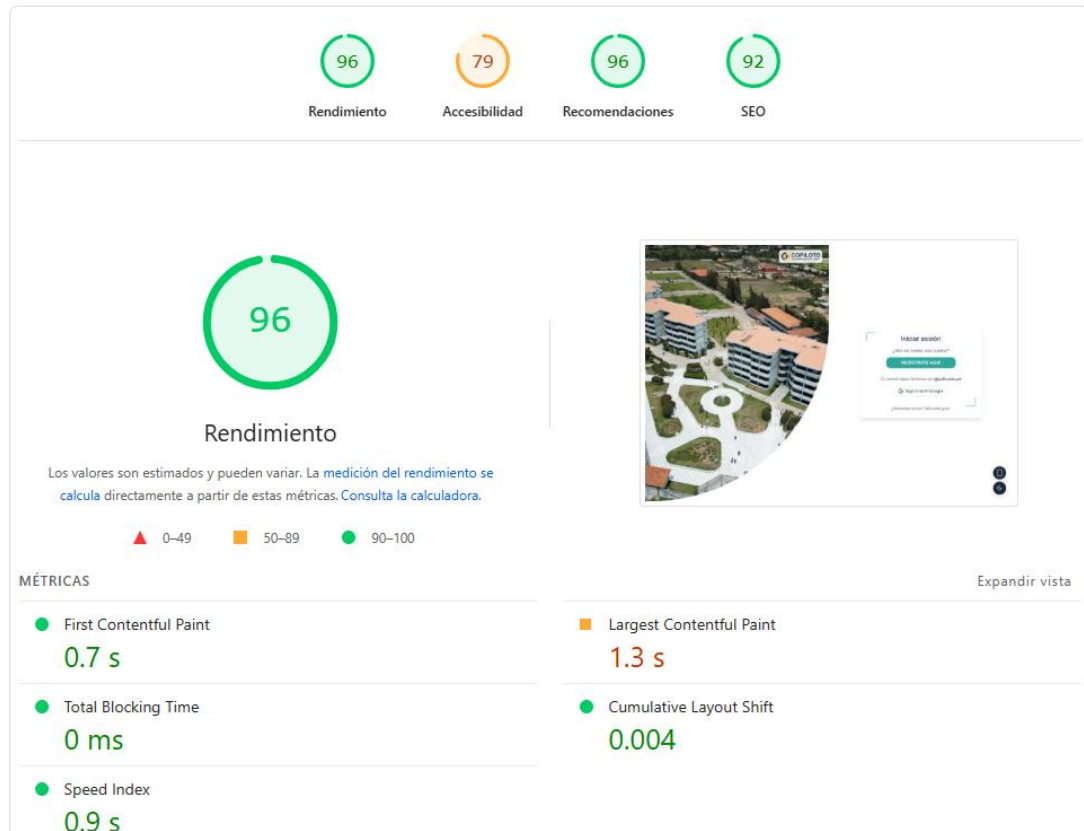 96
79
96
92
Rendimiento
Accesibilidad
Recomendaciones
SEO
96
Rendimiento
Los valores son estimados y pueden variar. La medición del rendimiento se
calcula directamente a partir de estas métricas. Consulta la calculadora.
0–49
50–89
90–100
COPILOTO
Iniciar sesión
REGÍSTRATE AQUÍ
MÉTRICAS
Expandir vista
First Contentful Paint
0.7 s
Largest Contentful Paint
1.3 s
Total Blocking Time
0 ms
Cumulative Layout Shift
0.004
Speed Index
0.9 s